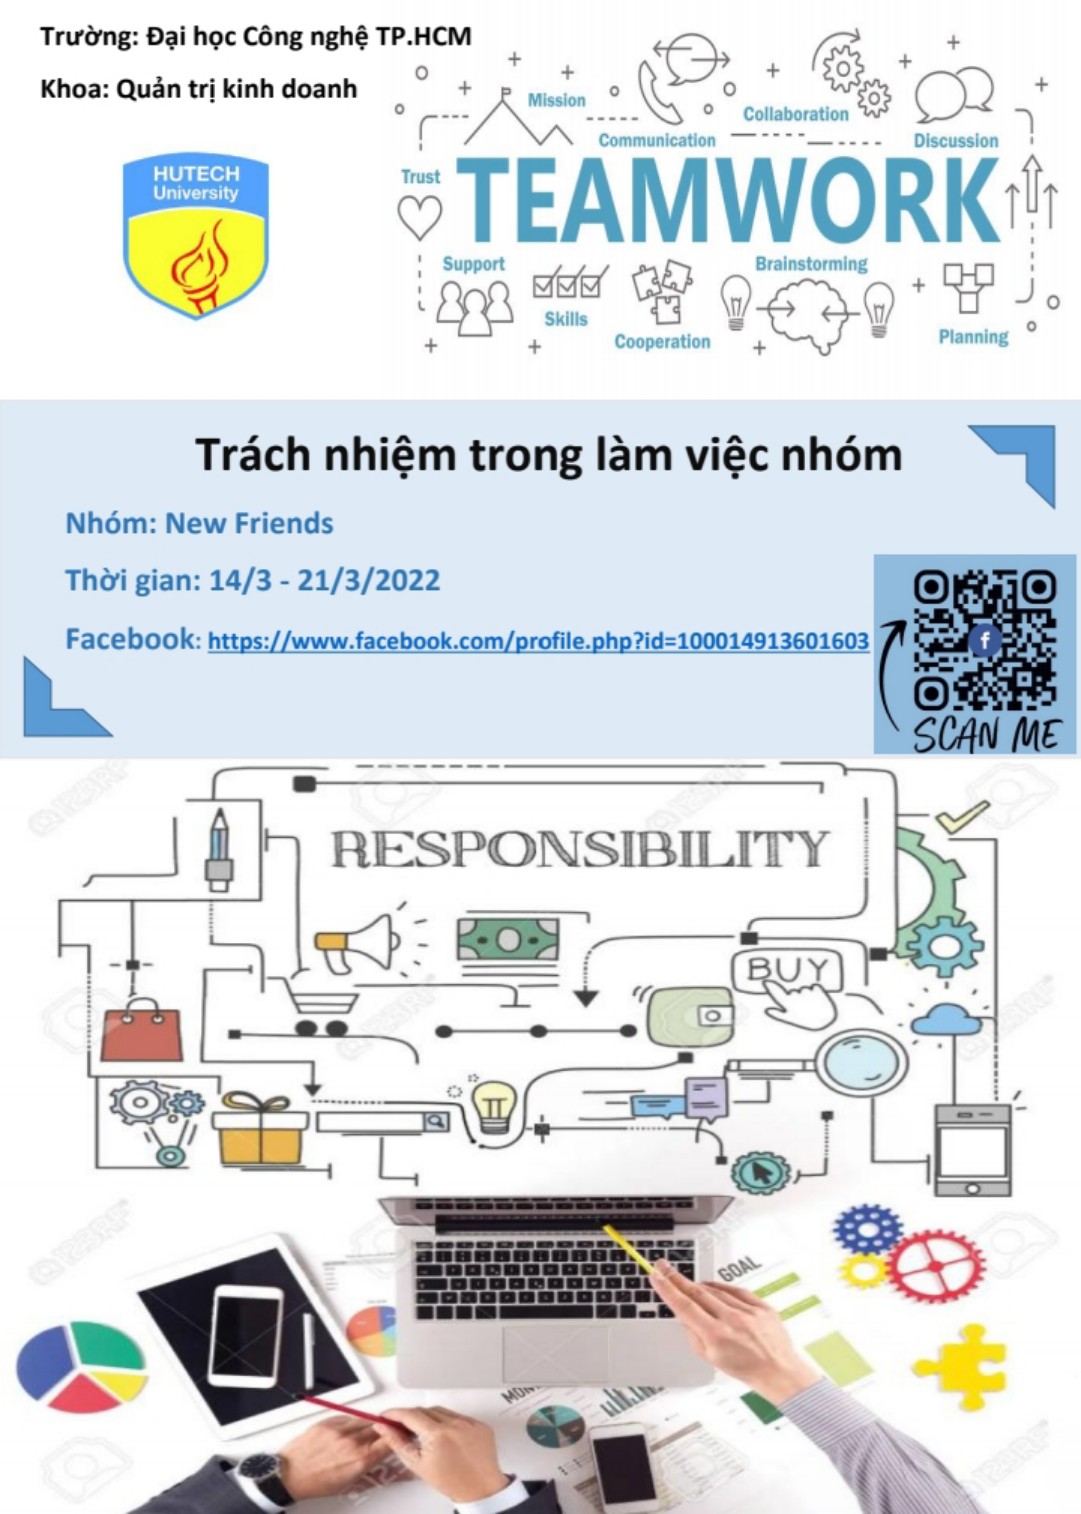 Trường: Đại học Công nghệ TP.HCM
Khoa: Quản trị kinh doanh
HUTECH
University
Mission
Collaboration
Communication
Discussion
Trust
TEAMWORK
Support
Brainstorming
Skills
Cooperation
Planning
Trách nhiệm trong làm việc nhóm
Nhóm: New Friends
Thời gian: 14/3 - 21/3/2022
Facebook: https://www.facebook.com/profile.php?id=100014913601603
f
SCAN ME
RESPONSIBILITY
BUY
GOAL